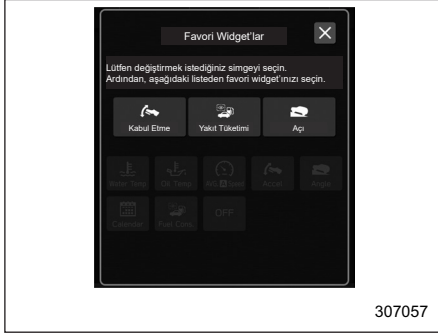 Favori Widget'lar
Lütfen değiştirmek istediğiniz simgeyi seçin.
Ardından, aşağıdaki listeden favori widget'ınızı seçin.
Kabul Etme
Yakıt Tüketimi
Açı
Water Temp.
Oil Temp.
Accel.
Angle
Calendar
Fuel Cons.
OFF
307057